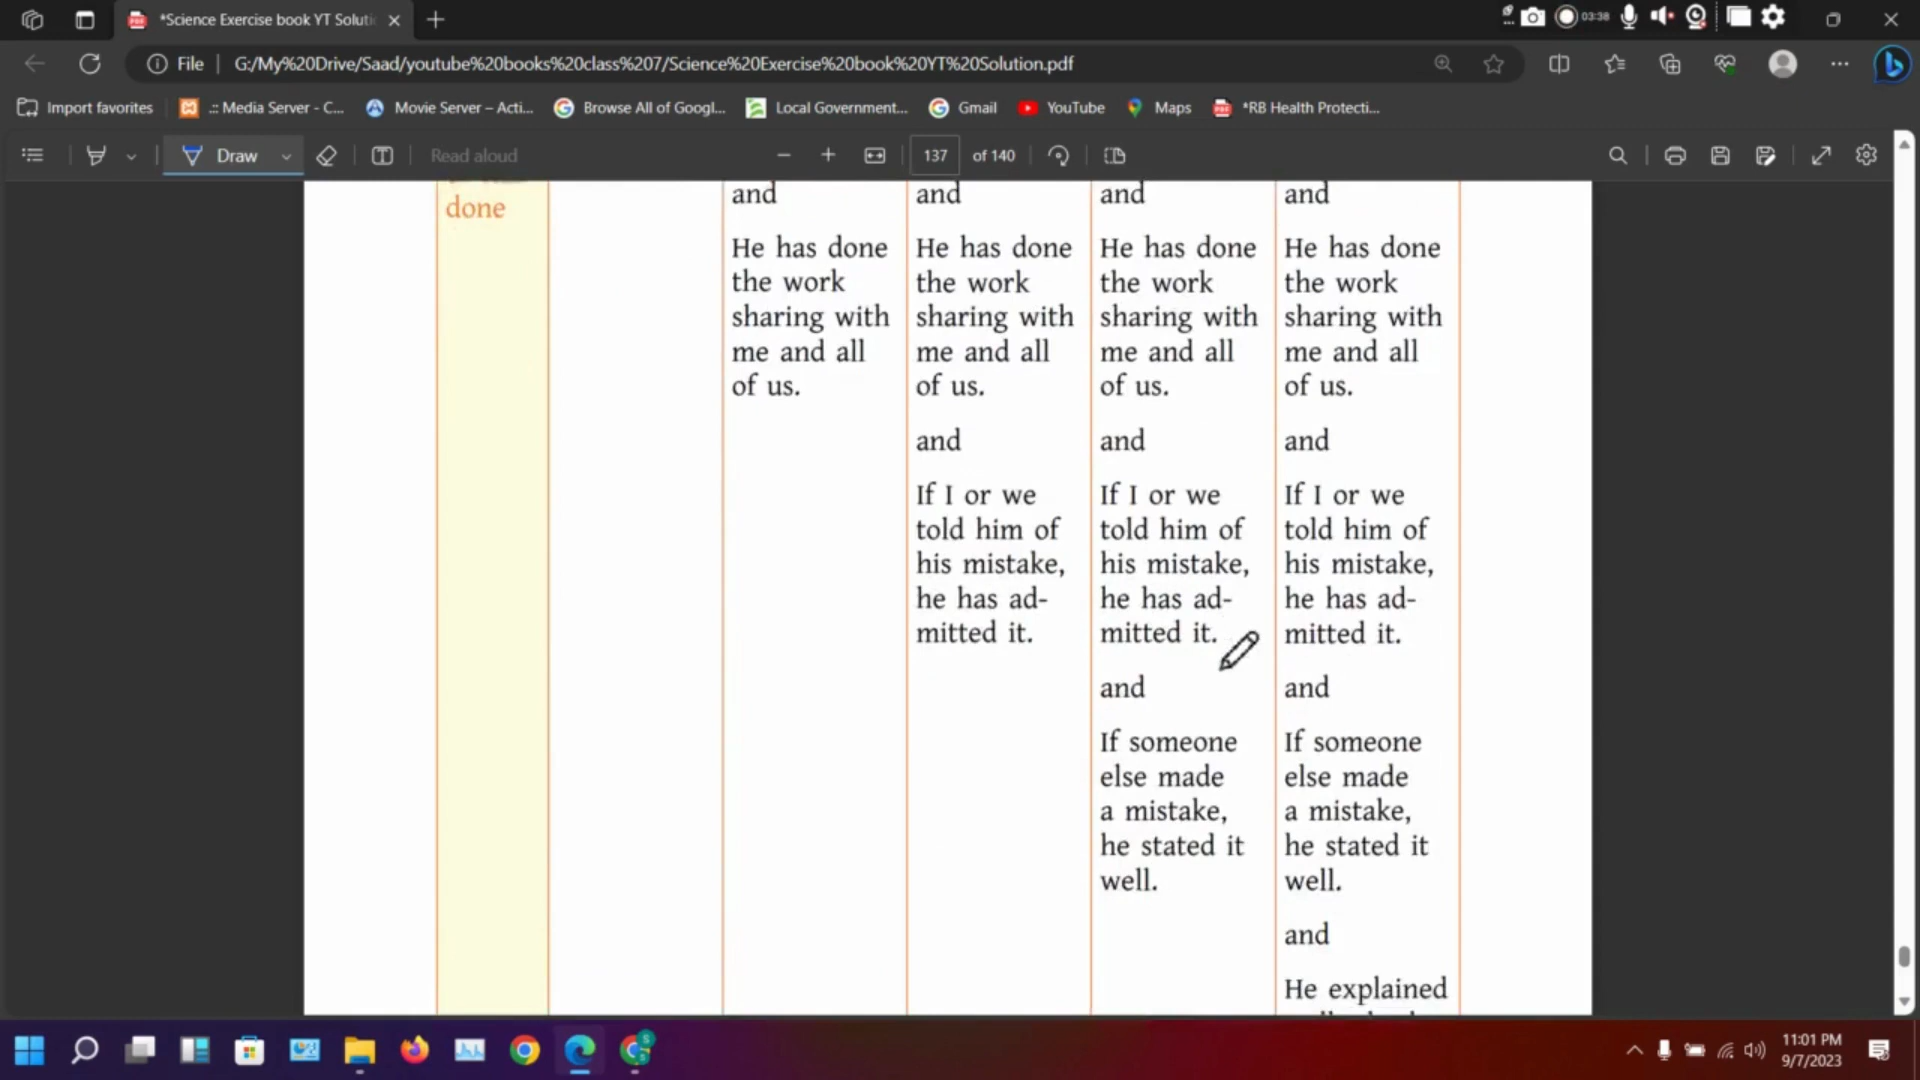 *Science Exercise book YT Soluti
03:38
File
G:/My%20Drive/Saad/youtube%20books%20class%207/Science%20Exercise%20book%20YT%20Solution.pdf
Import favorites
.:: Media Server - C...
Movie Server – Acti...
Browse All of Googl...
Local Government...
Gmail
YouTube
Maps
*RB Health Protecti...
Draw
Read aloud
137 of 140
done
and
He has done
the work
sharing with
me and all
of us.
and
He has done
the work
sharing with
me and all
of us.
and
If I or we
told him of
his mistake,
he has ad-
mitted it.
and
He has done
the work
sharing with
me and all
of us.
and
If I or we
told him of
his mistake,
he has ad-
mitted it.
and
If someone
else made
a mistake,
he stated it
well.
and
He has done
the work
sharing with
me and all
of us.
and
If I or we
told him of
his mistake,
he has ad-
mitted it.
and
If someone
else made
a mistake,
he stated it
well.
and
He explained
11:01 PM
9/7/2023